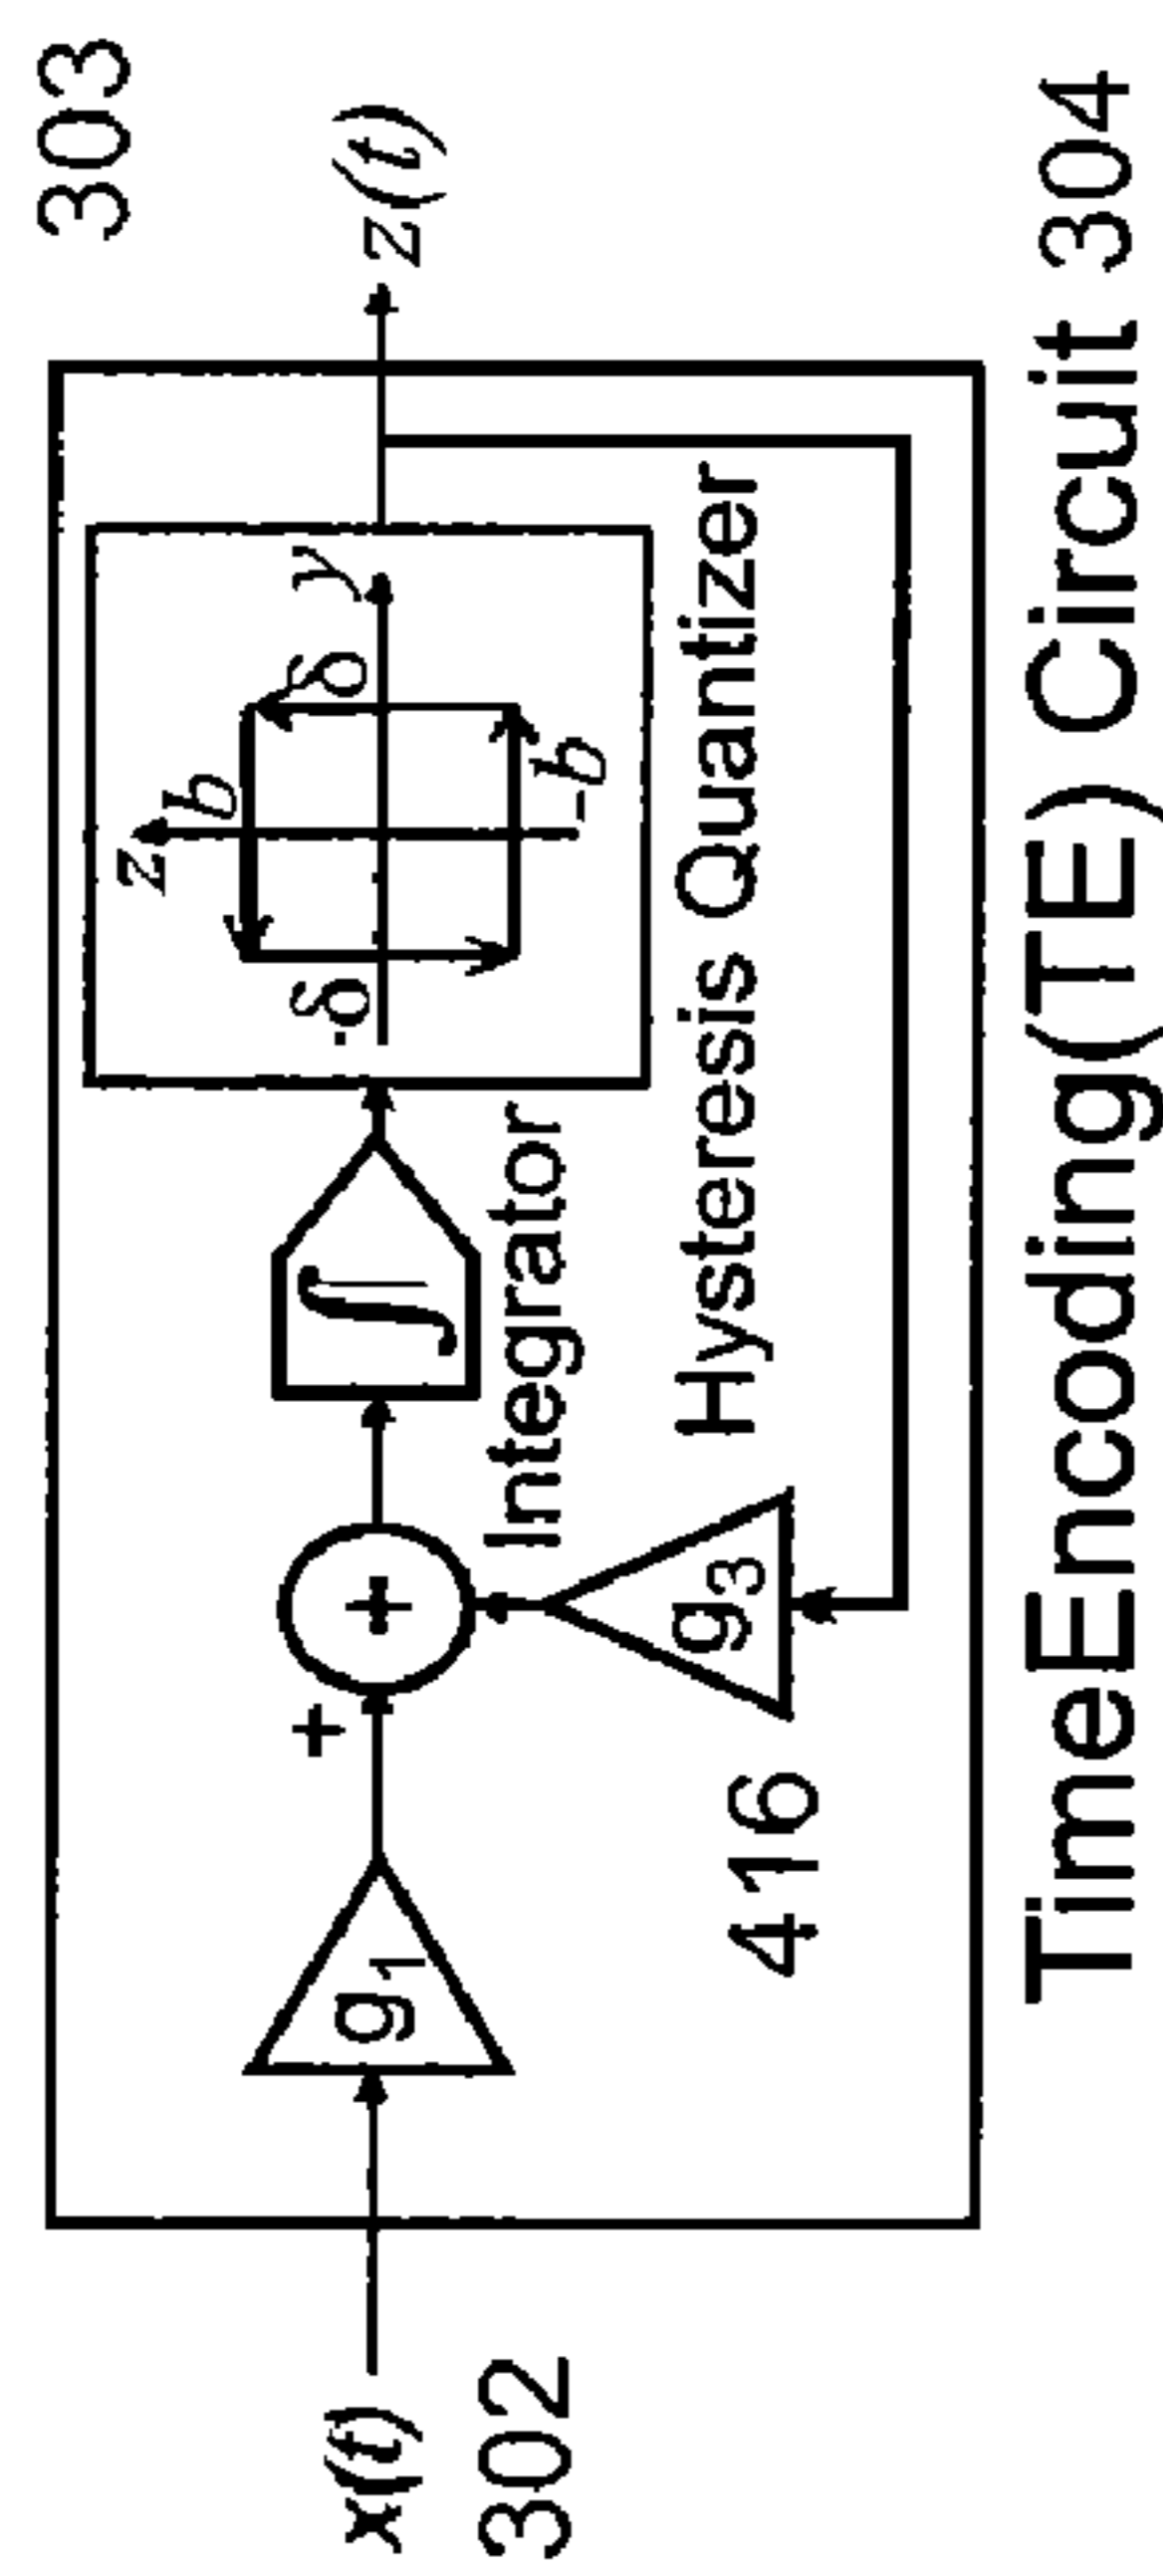 303
x(t)
302
g1
+
+
∫
Integrator
z
b
-δ
δ
y
-b
Hysteresis Quantizer
z(t)
g3
416
TimeEncoding(TE) Circuit 304